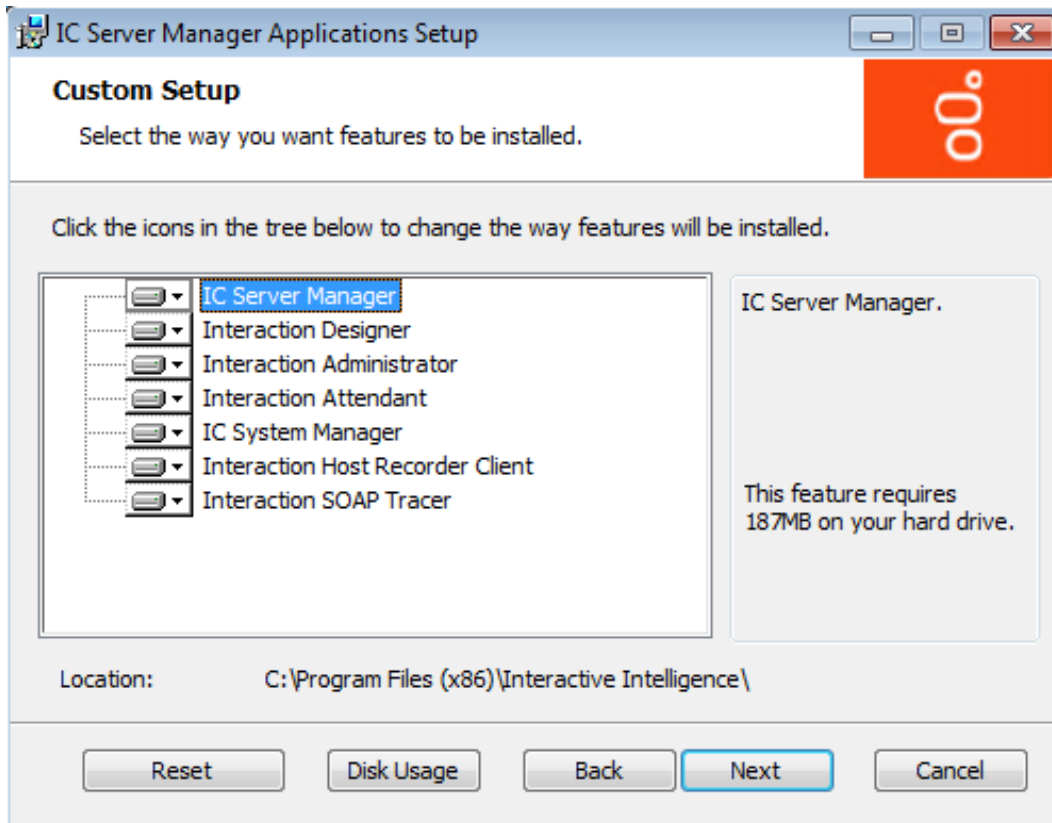 IC Server Manager Applications Setup
Custom Setup
Select the way you want features to be installed.
Click the icons in the tree below to change the way features will be installed.
IC Server Manager
Interaction Designer
Interaction Administrator
Interaction Attendant
IC System Manager
Interaction Host Recorder Client
Interaction SOAP Tracer
IC Server Manager.
This feature requires
187MB on your hard drive.
Location: C:\Program Files (x86)\Interactive Intelligence\
Reset Disk Usage Back Next Cancel